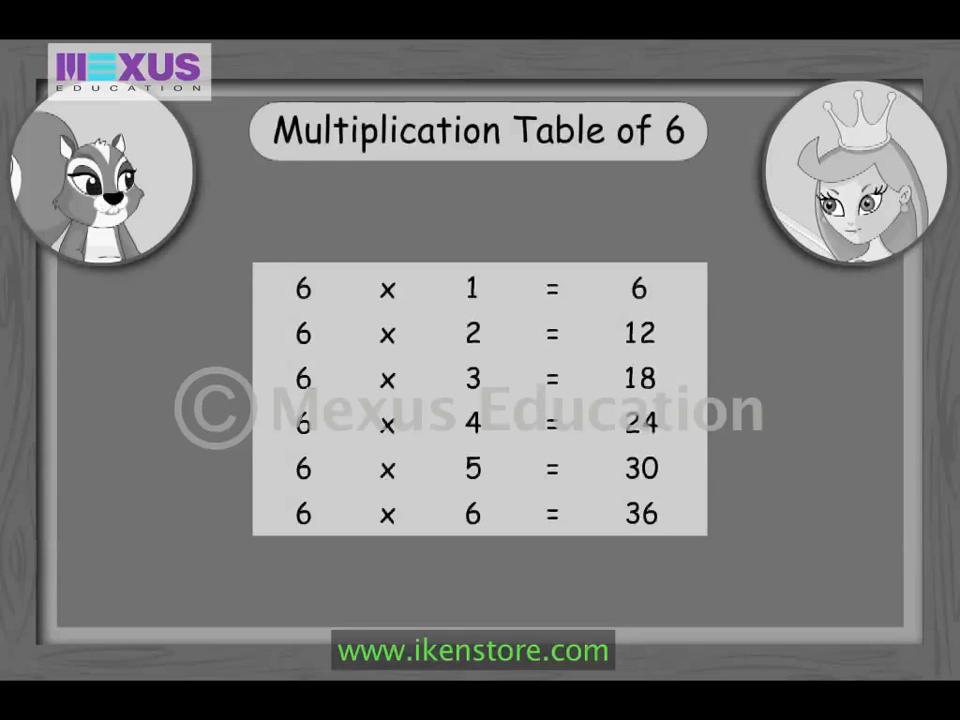 MEXUS
EDUCATION
Multiplication Table of 6
6 x 1 = 6
6 x 2 = 12
6 x 3 = 18
6 x 4 = 24
© Mexus Education
6 x 5 = 30
6 x 6 = 36
www.ikenstore.com